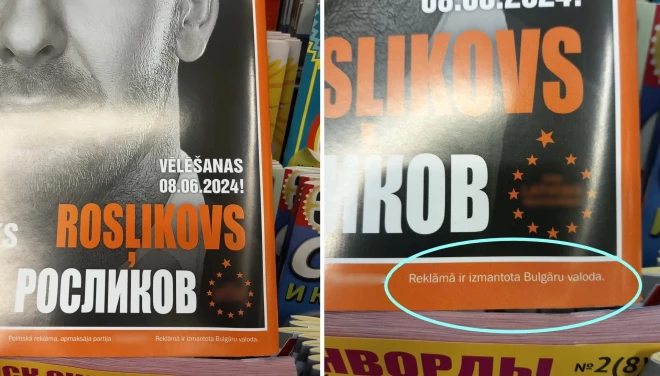 VĒLĒŠANAS
08.06.2024!
ROSĻIKOVS
РОСЛИКОВ
Politiskā reklāma, apmaksāja partija
Reklāmā ir izmantota Bulgāru valoda.
08.06.2024!
SĻIKOVS
ИКОВ
Reklāmā ir izmantota Bulgāru valoda.
НВОРДЫ №2(8)